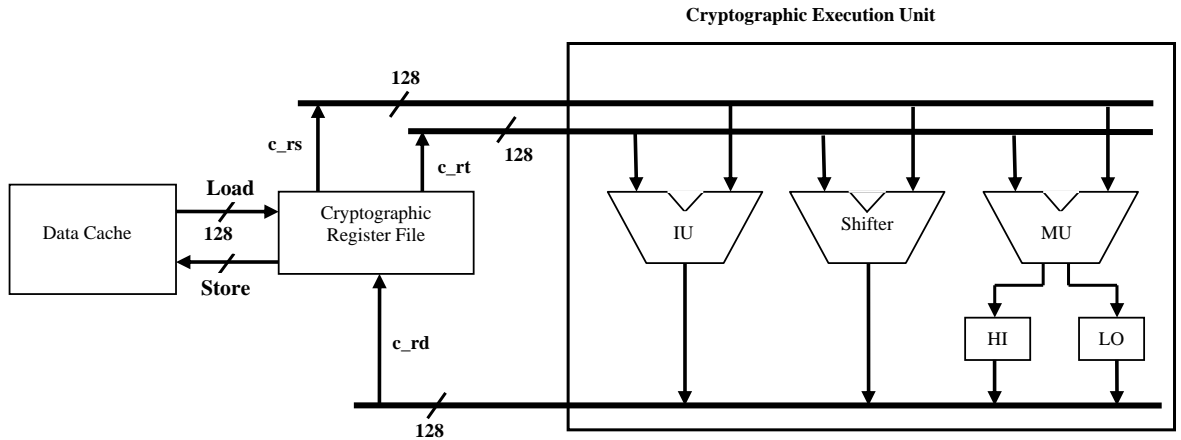 Cryptographic Execution Unit
128
128
c_rs
c_rt
Load
128
Store
Data Cache
Cryptographic
Register File
IU
Shifter
MU
HI
LO
c_rd
128